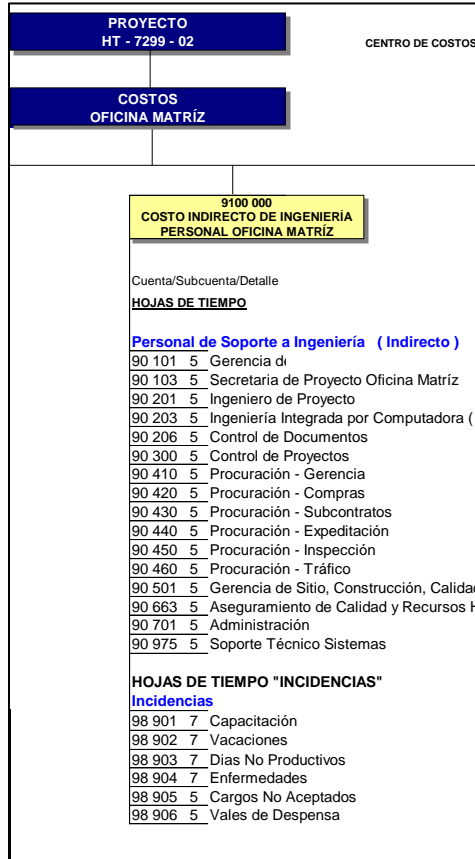 PROYECTO
HT - 7299 - 02
CENTRO DE COSTOS
COSTOS
OFICINA MATRÍZ
9100 000
COSTO INDIRECTO DE INGENIERÍA
PERSONAL OFICINA MATRÍZ
Cuenta/Subcuenta/Detalle
HOJAS DE TIEMPO
Personal de Soporte a Ingeniería ( Indirecto )
90 101 5 Gerencia de
90 103 5 Secretaria de Proyecto Oficina Matríz
90 201 5 Ingeniero de Proyecto
90 203 5 Ingeniería Integrada por Computadora (
90 206 5 Control de Documentos
90 300 5 Control de Proyectos
90 410 5 Procuración - Gerencia
90 420 5 Procuración - Compras
90 430 5 Procuración - Subcontratos
90 440 5 Procuración - Expeditación
90 450 5 Procuración - Inspección
90 460 5 Procuración - Tráfico
90 501 5 Gerencia de Sitio, Construcción,
90 663 5 Aseguramiento de Calidad y Recursos
90 701 5 Administración
90 975 5 Soporte Técnico Sistemas
HOJAS DE TIEMPO "INCIDENCIAS"
Incidencias
98 901 7 Capacitación
98 902 7 Vacaciones
98 903 7 Dias No Productivos
98 904 7 Enfermedades
98 905 5 Cargos No Aceptados
98 906 5 Vales de Despensa